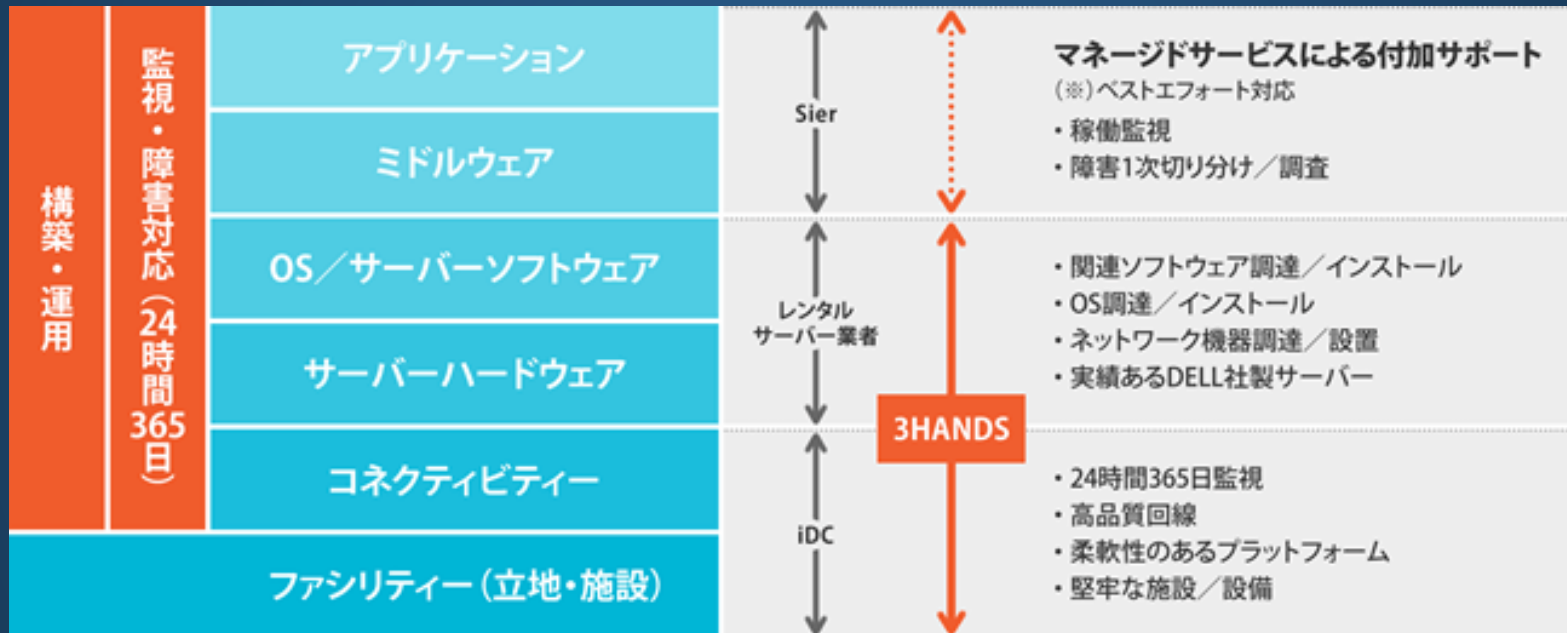 構築・運用
監視・障害対応（24時間365日）
アプリケーション
ミドルウェア
OS／サーバーソフトウェア
サーバーハードウェア
コネクティビティー
ファシリティー（立地・施設）
Sier
レンタル
サーバー業者
iDC
3HANDS
マネージドサービスによる付加サポート
（※）ベストエフォート対応
・稼働監視
・障害1次切り分け／調査
・関連ソフトウェア調達／インストール
・OS調達／インストール
・ネットワーク機器調達／設置
・実績あるDELL社製サーバー
・24時間365日監視
・高品質回線
・柔軟性のあるプラットフォーム
・堅牢な施設／設備